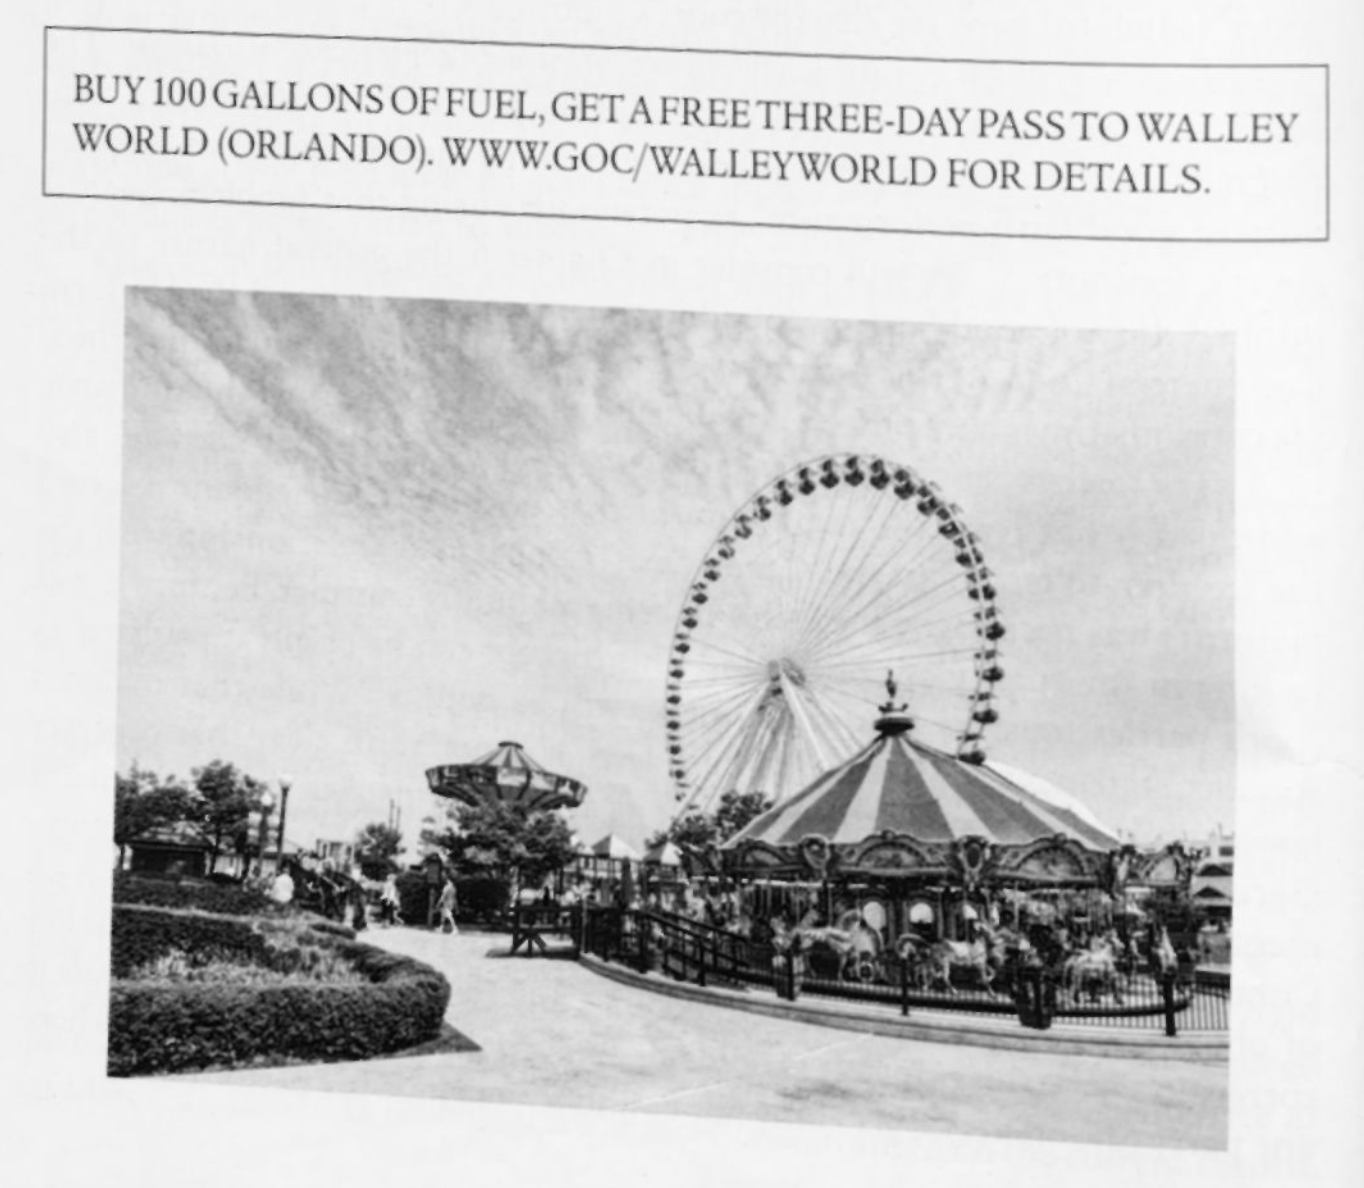 BUY 100 GALLONS OF FUEL, GET A FREE THREE-DAY PASS TO WALLEY
WORLD (ORLANDO). WWW.GOC/WALLEYWORLD FOR DETAILS.